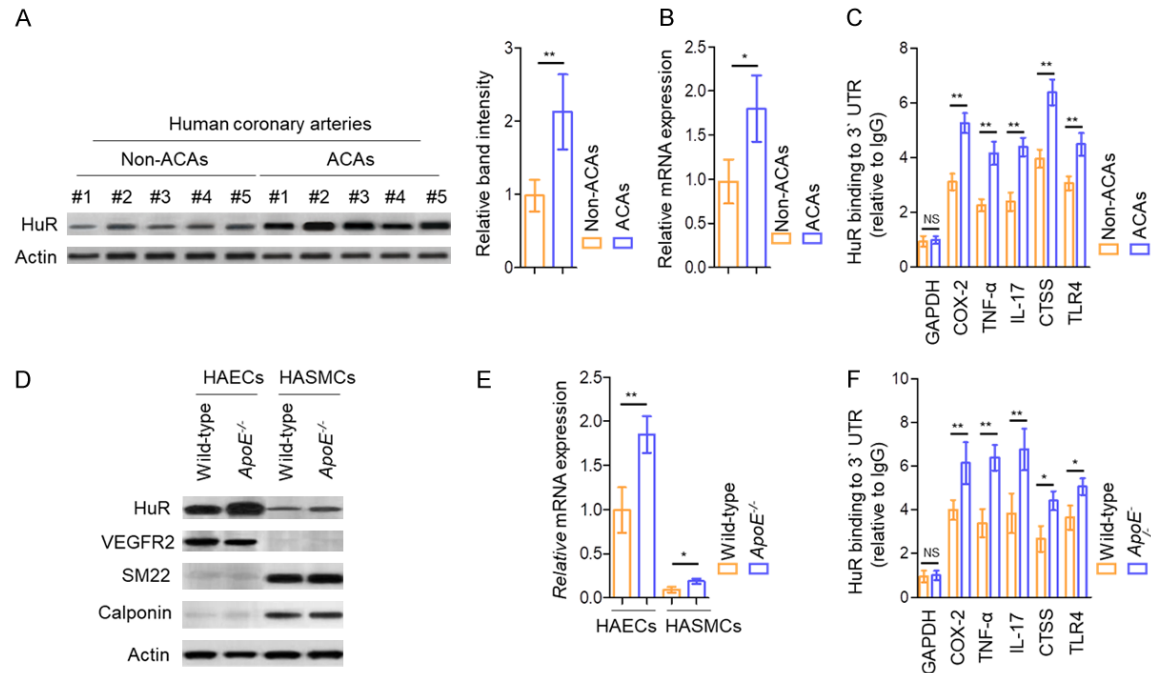 A
Human coronary arteries
Non-ACAs ACAs
#1 #2 #3 #4 #5 #1 #2 #3 #4 #5
HuR
Actin
Relative band intensity
3
2
1
0
**
Non-ACAs
ACAs
B
Relative mRNA expression
2.5
2.0
1.5
1.0
0.5
0.0
*
Non-ACAs
ACAs
C
HuR binding to 3` UTR
(relative to IgG)
8
6
4
2
0
NS ** ** ** ** **
GAPDH
COX-2
TNF-α
IL-17
CTSS
TLR4
Non-ACAs
ACAs
D
HAECs HASMCs
Wild-type
ApoE-/-
Wild-type
ApoE-/-
HuR
VEGFR2
SM22
Calponin
Actin
E
Relative mRNA expression
2.5
2.0
1.5
1.0
0.5
0.0
** *
HAECs HASMCs
Wild-type
ApoE-/-
F
HuR binding to 3` UTR
(relative to IgG)
10
8
6
4
2
0
NS ** ** ** * *
GAPDH
COX-2
TNF-α
IL-17
CTSS
TLR4
Wild-type
ApoE-/-